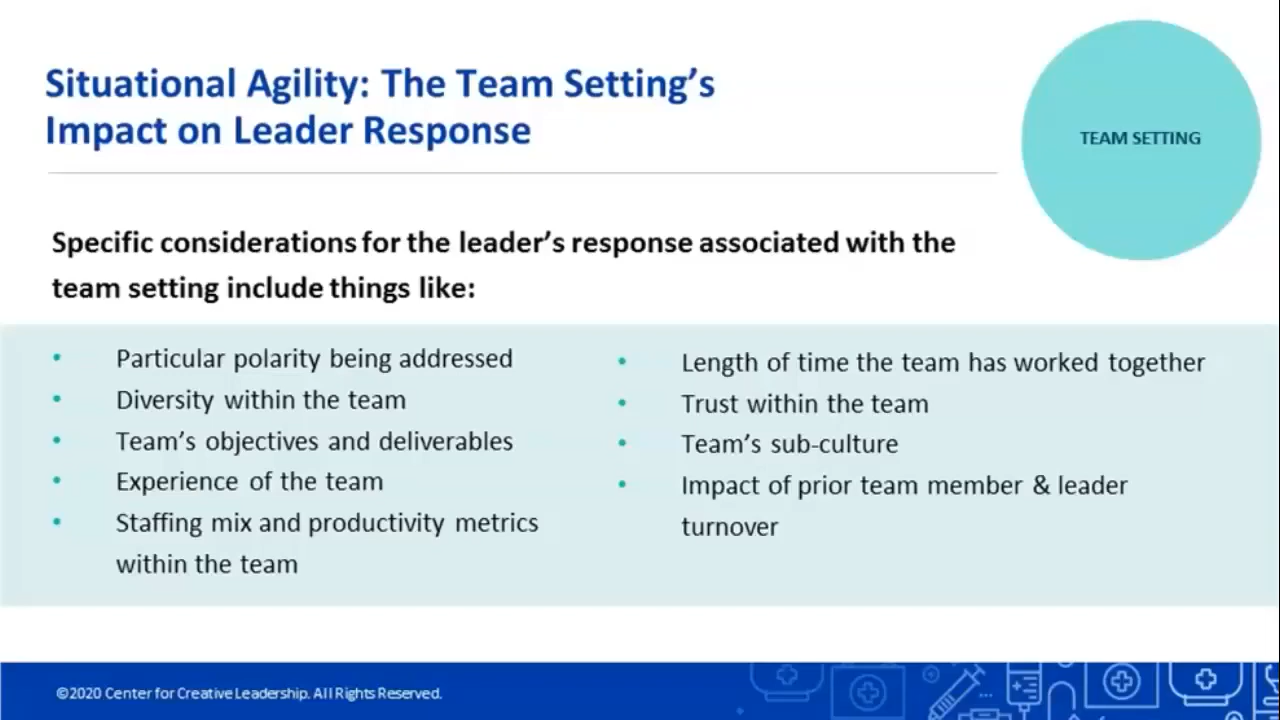 Situational Agility: The Team Setting’s
Impact on Leader Response
TEAM SETTING
Specific considerations for the leader’s response associated with the
team setting include things like:
• Particular polarity being addressed
• Diversity within the team
• Team’s objectives and deliverables
• Experience of the team
• Staffing mix and productivity metrics
within the team
• Length of time the team has worked together
• Trust within the team
• Team’s sub-culture
• Impact of prior team member & leader
turnover
©2020 Center for Creative Leadership. All Rights Reserved.